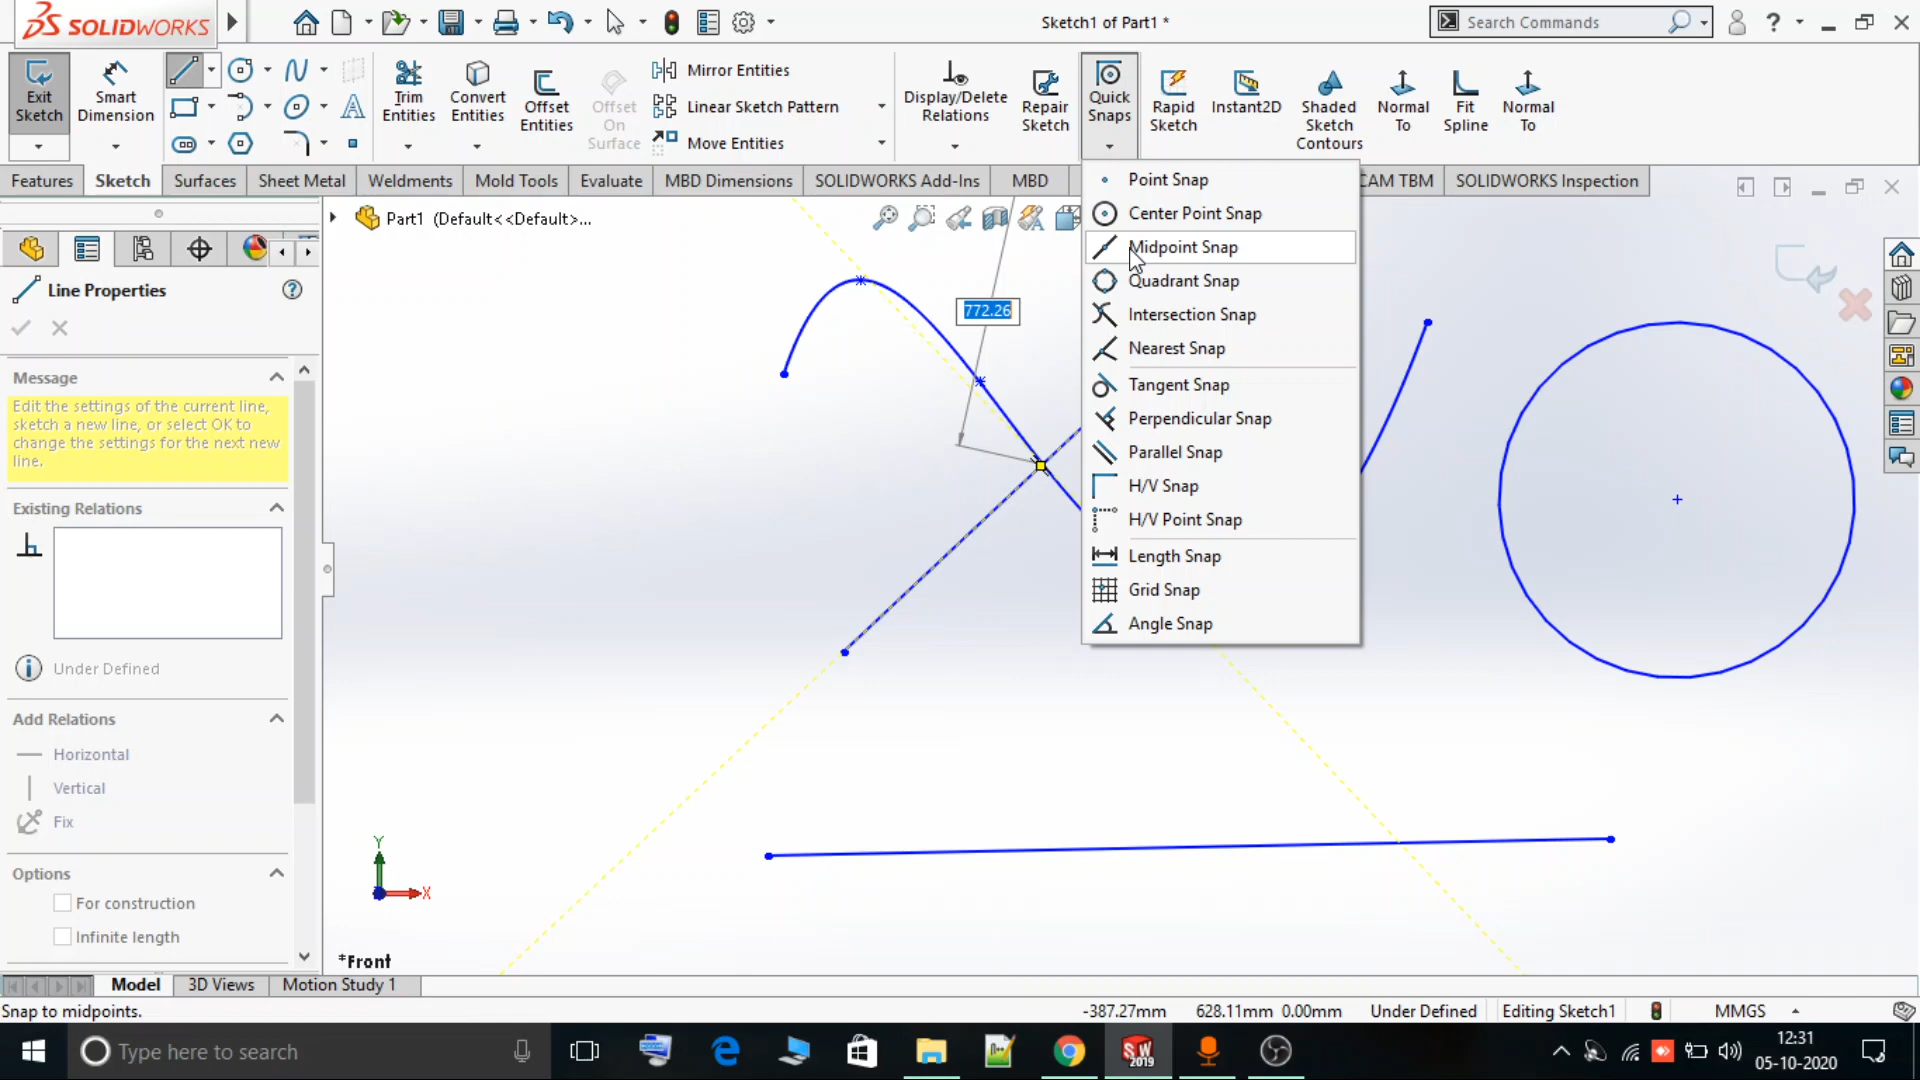 SOLIDWORKS
Sketch1 of Part1 *
Search Commands
?
Exit
Sketch
Smart
Dimension
Trim
Entities
Convert
Entities
Offset
Entities
Offset
On
Surface
Mirror Entities
Linear Sketch Pattern
Move Entities
Display/Delete
Relations
Repair
Sketch
Quick
Snaps
Rapid
Sketch
Instant2D
Shaded
Sketch
Contours
Normal
To
Fit
Spline
Normal
To
Features
Sketch
Surfaces
Sheet Metal
Weldments
Mold Tools
Evaluate
MBD Dimensions
SOLIDWORKS Add-Ins
MBD
CAM TBM
SOLIDWORKS Inspection
Part1 (Default<<Default>...
Line Properties
Message
Edit the settings of the current line,
sketch a new line, or select OK to
change the settings for the next new
line.
Existing Relations
Under Defined
Add Relations
Horizontal
Vertical
Fix
Options
For construction
Infinite length
772.26
Point Snap
Center Point Snap
Midpoint Snap
Quadrant Snap
Intersection Snap
Nearest Snap
Tangent Snap
Perpendicular Snap
Parallel Snap
H/V Snap
H/V Point Snap
Length Snap
Grid Snap
Angle Snap
Y
X
*Front
Model
3D Views
Motion Study 1
Snap to midpoints.
-387.27mm
628.11mm 0.00mm
Under Defined
Editing Sketch1
MMGS
Type here to search
SW
2019
12:31
05-10-2020